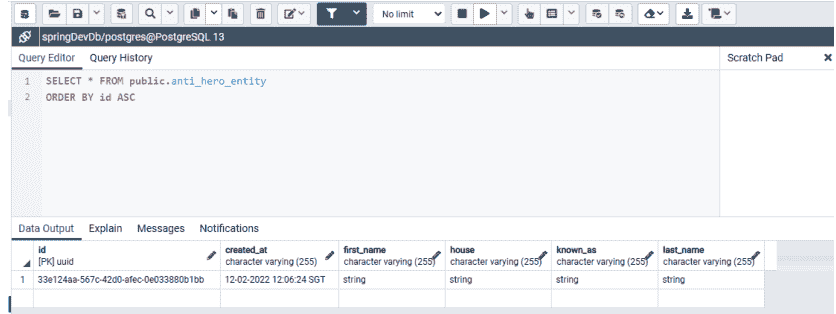 No limit
springDevDb/postgres@PostgreSQL 13
Query Editor Query History Scratch Pad
1 SELECT * FROM public.anti_hero_entity
2 ORDER BY id ASC
Data Output Explain Messages Notifications
id created_at first_name house known_as last_name
[PK] uuid character varying (255) character varying (255) character varying (255) character varying (255) character varying (255)
1 33e124aa-567c-42d0-afec-0e033880b1bb 12-02-2022 12:06:24 SGT string string string string